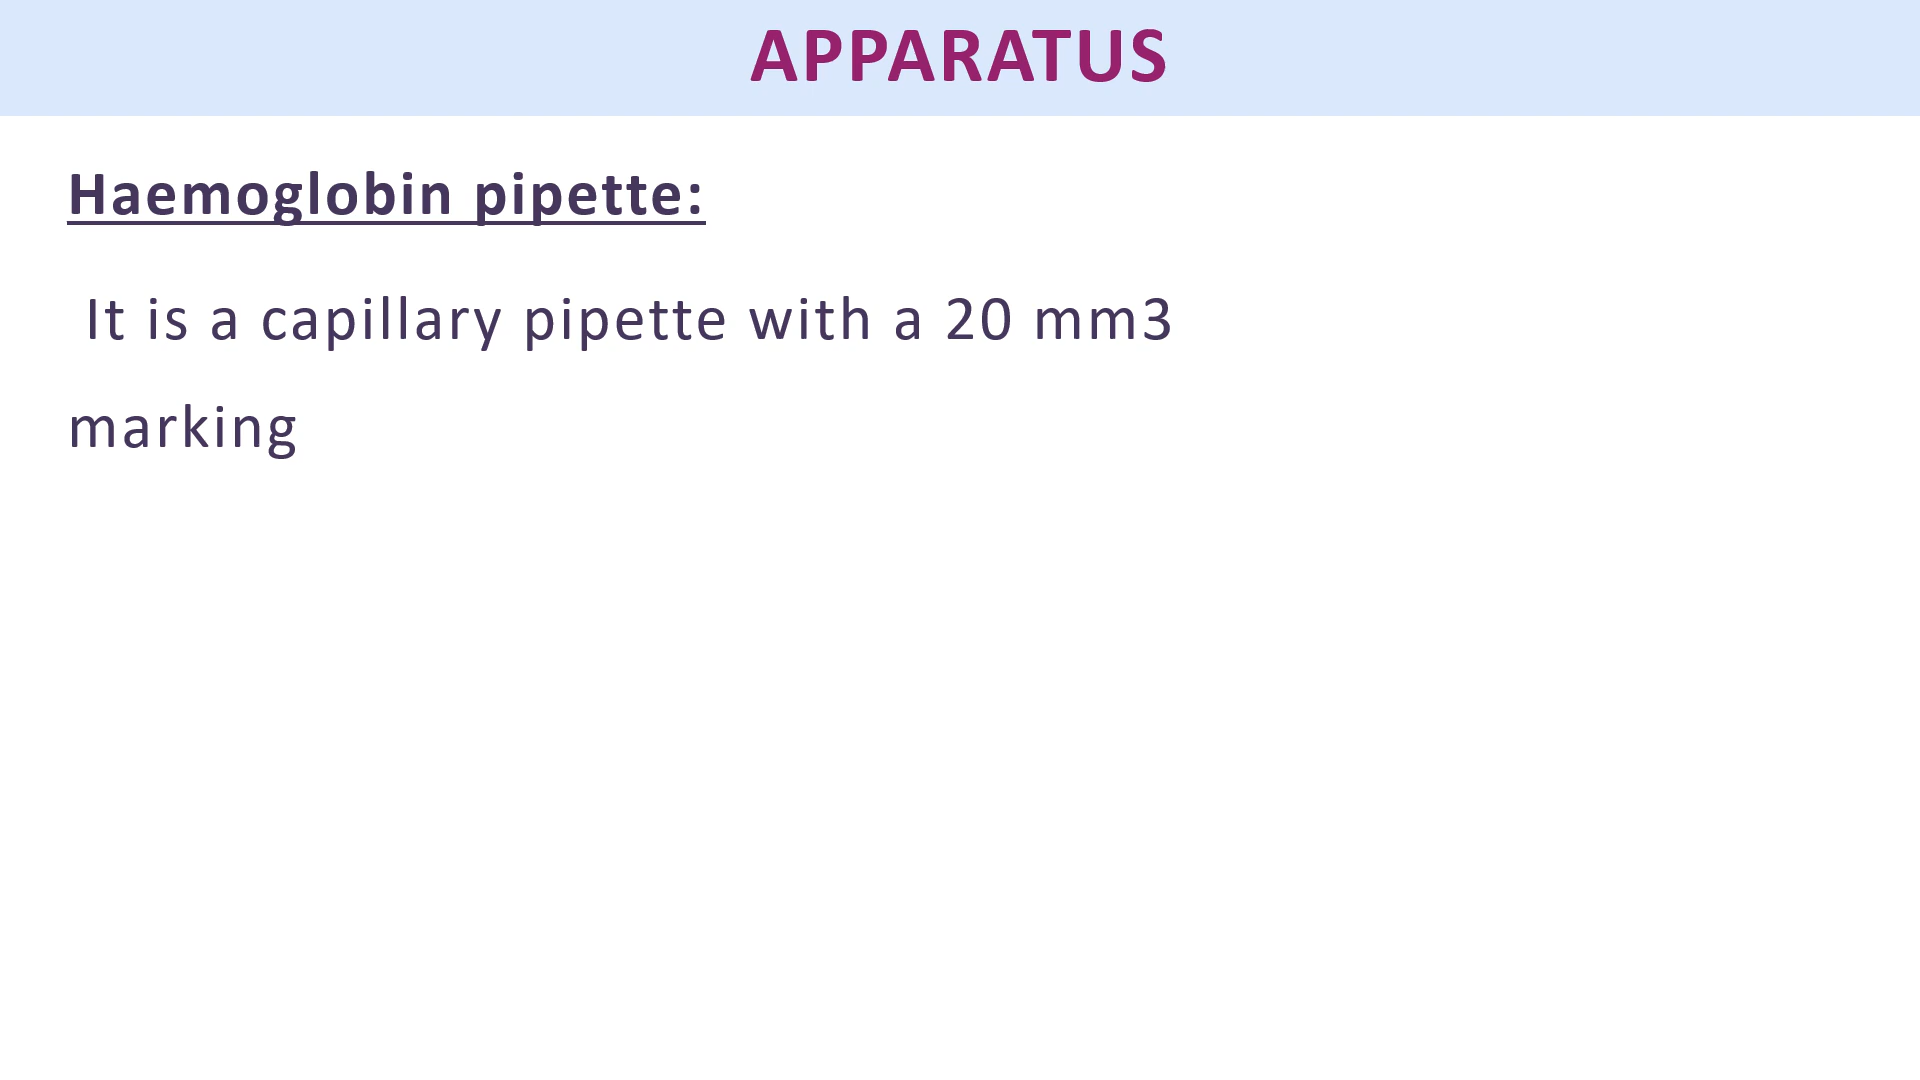 APPARATUS
Haemoglobin pipette:
It is a capillary pipette with a 20 mm3
marking